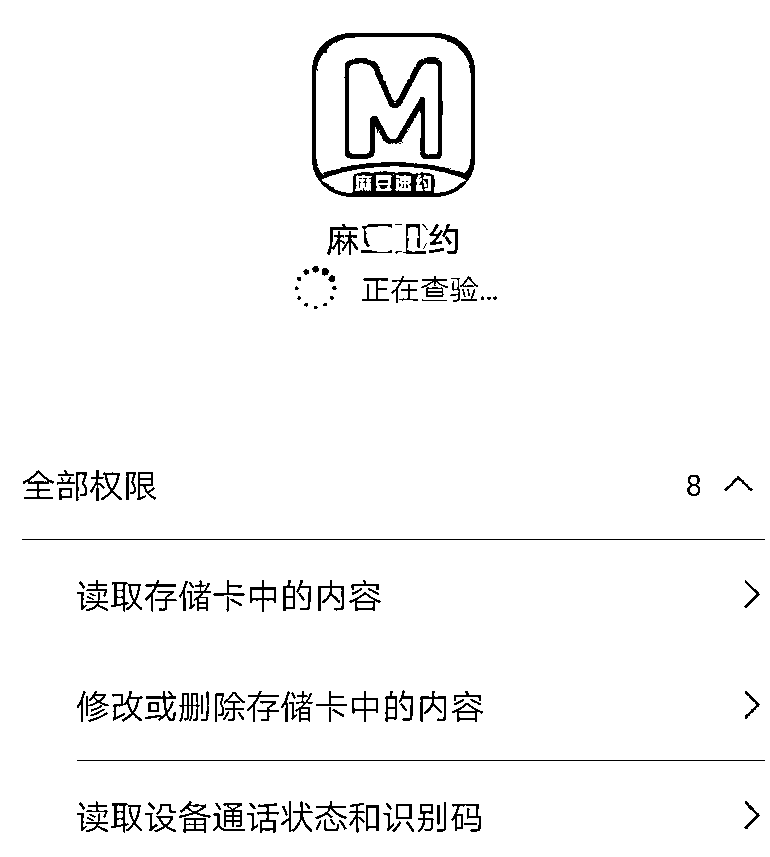 麻豆速约
麻 约
正在查验...
全部权限 8
读取存储卡中的内容
修改或删除存储卡中的内容
读取设备通话状态和识别码